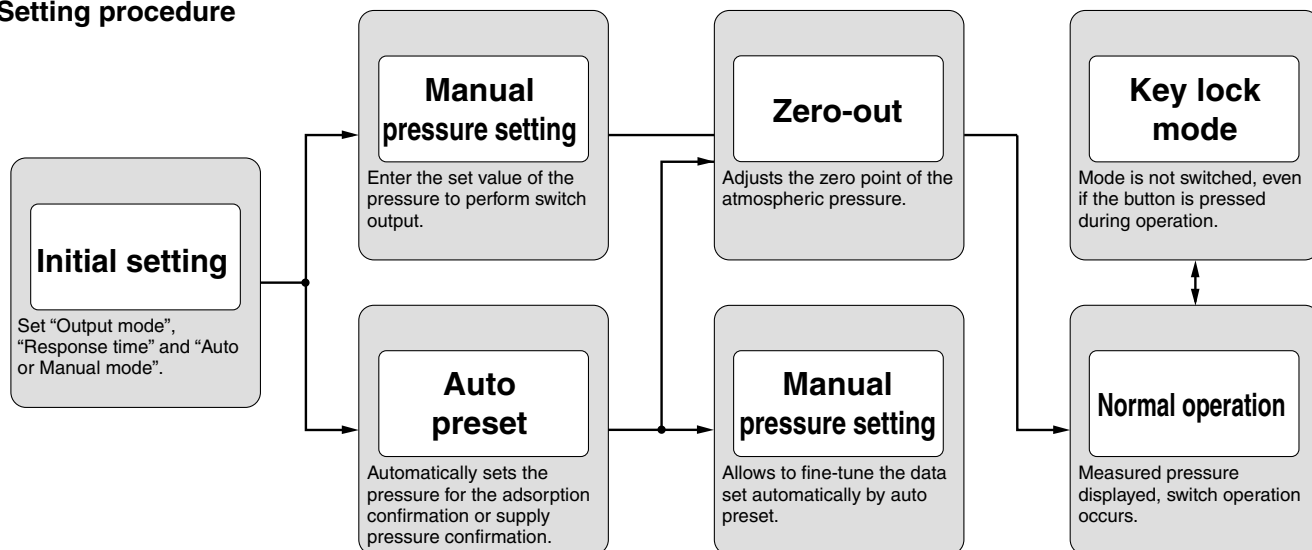 Setting procedure
Manual
pressure setting
Enter the set value of the
pressure to perform switch
output.
Zero-out
Adjusts the zero point of the
atmospheric pressure.
Key lock
mode
Mode is not switched, even
if the button is pressed
during operation.
Initial setting
Set “Output mode”,
“Response time” and “Auto
or Manual mode”.
Auto
preset
Automatically sets the
pressure for the adsorption
confirmation or supply
pressure confirmation.
Manual
pressure setting
Allows to fine-tune the data
set automatically by auto
preset.
Normal operation
Measured pressure
displayed, switch operation
occurs.